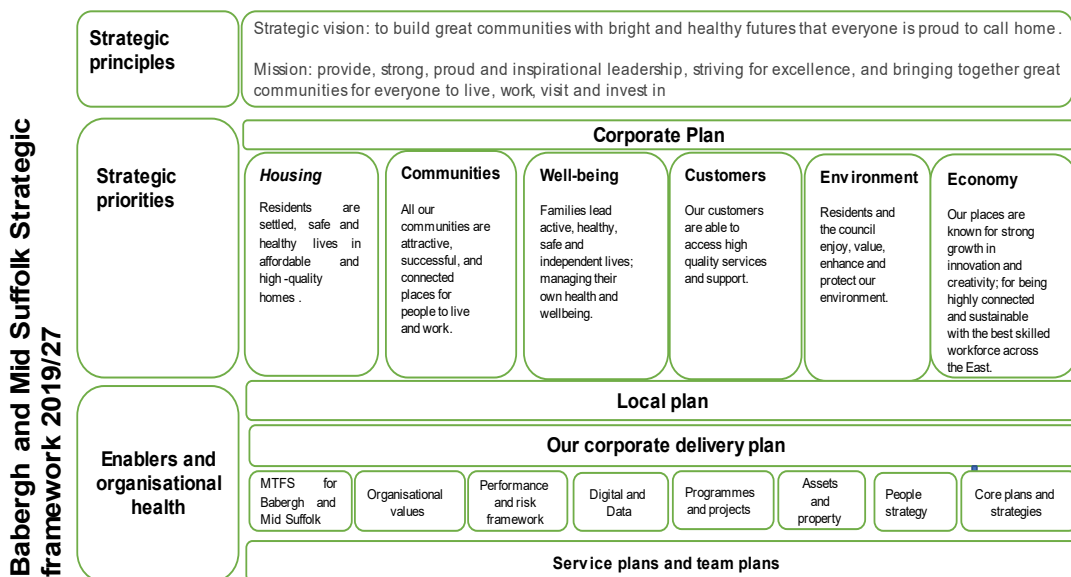 Babergh and Mid Suffolk Strategic
framework 2019/27
Strategic
principles
Strategic vision: to build great communities with bright and healthy futures that everyone is proud to call home .
Mission: provide, strong, proud and inspirational leadership, striving for excellence, and bringing together great
communities for everyone to live, work, visit and invest in
Strategic
priorities
Corporate Plan
Housing
Residents are
settled, safe and
healthy lives in
affordable and
high -quality
homes .
Communities
All our
communities are
attractive,
successful, and
connected
places for
people to live
and work.
Well-being
Families lead
active, healthy,
safe and
independent lives;
managing their
own health and
wellbeing.
Customers
Our customers
are able to
access high
quality services
and support.
Environment
Residents and
the council
enjoy, value,
enhance and
protect our
environment.
Economy
Our places are
known for strong
growth in
innovation and
creativity; for being
highly connected
and sustainable
with the best skilled
workforce across
the East.
Enablers and
organisational
health
Local plan
Our corporate delivery plan
MTFS for
Babergh and
Mid Suffolk
Organisational
values
Performance
and risk
framework
Digital and
Data
Programmes
and projects
Assets
and
property
People
strategy
Core plans and
strategies
Service plans and team plans